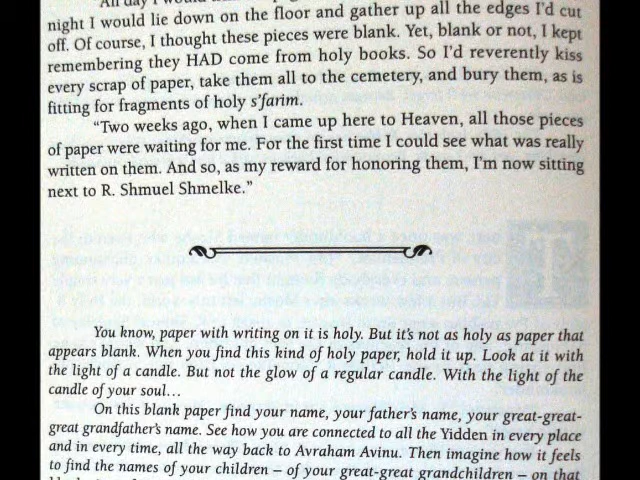 night I would lie down on the floor and gather up all the edges I'd cut
off. Of course, I thought these pieces were blank. Yet, blank or not, I kept
remembering they HAD come from holy books. So I'd reverently kiss
every scrap of paper, take them all to the cemetery, and bury them, as is
fitting for fragments of holy s'farim.
"Two weeks ago, when I came up here to Heaven, all those pieces
of paper were waiting for me. For the first time I could see what was really
written on them. And so, as my reward for honoring them, I'm now sitting
next to R. Shmuel Shmelke."
You know, paper with writing on it is holy. But it's not as holy as paper that
appears blank. When you find this kind of holy paper, hold it up. Look at it with
the light of a candle. But not the glow of a regular candle. With the light of the
candle of your soul...
On this blank paper find your name, your father's name, your great-great-
great grandfather's name. See how you are connected to all the Yidden in every place
and in every time, all the way back to Avraham Avinu. Then imagine how it feels
to find the names of your children – of your great-great grandchildren – on that